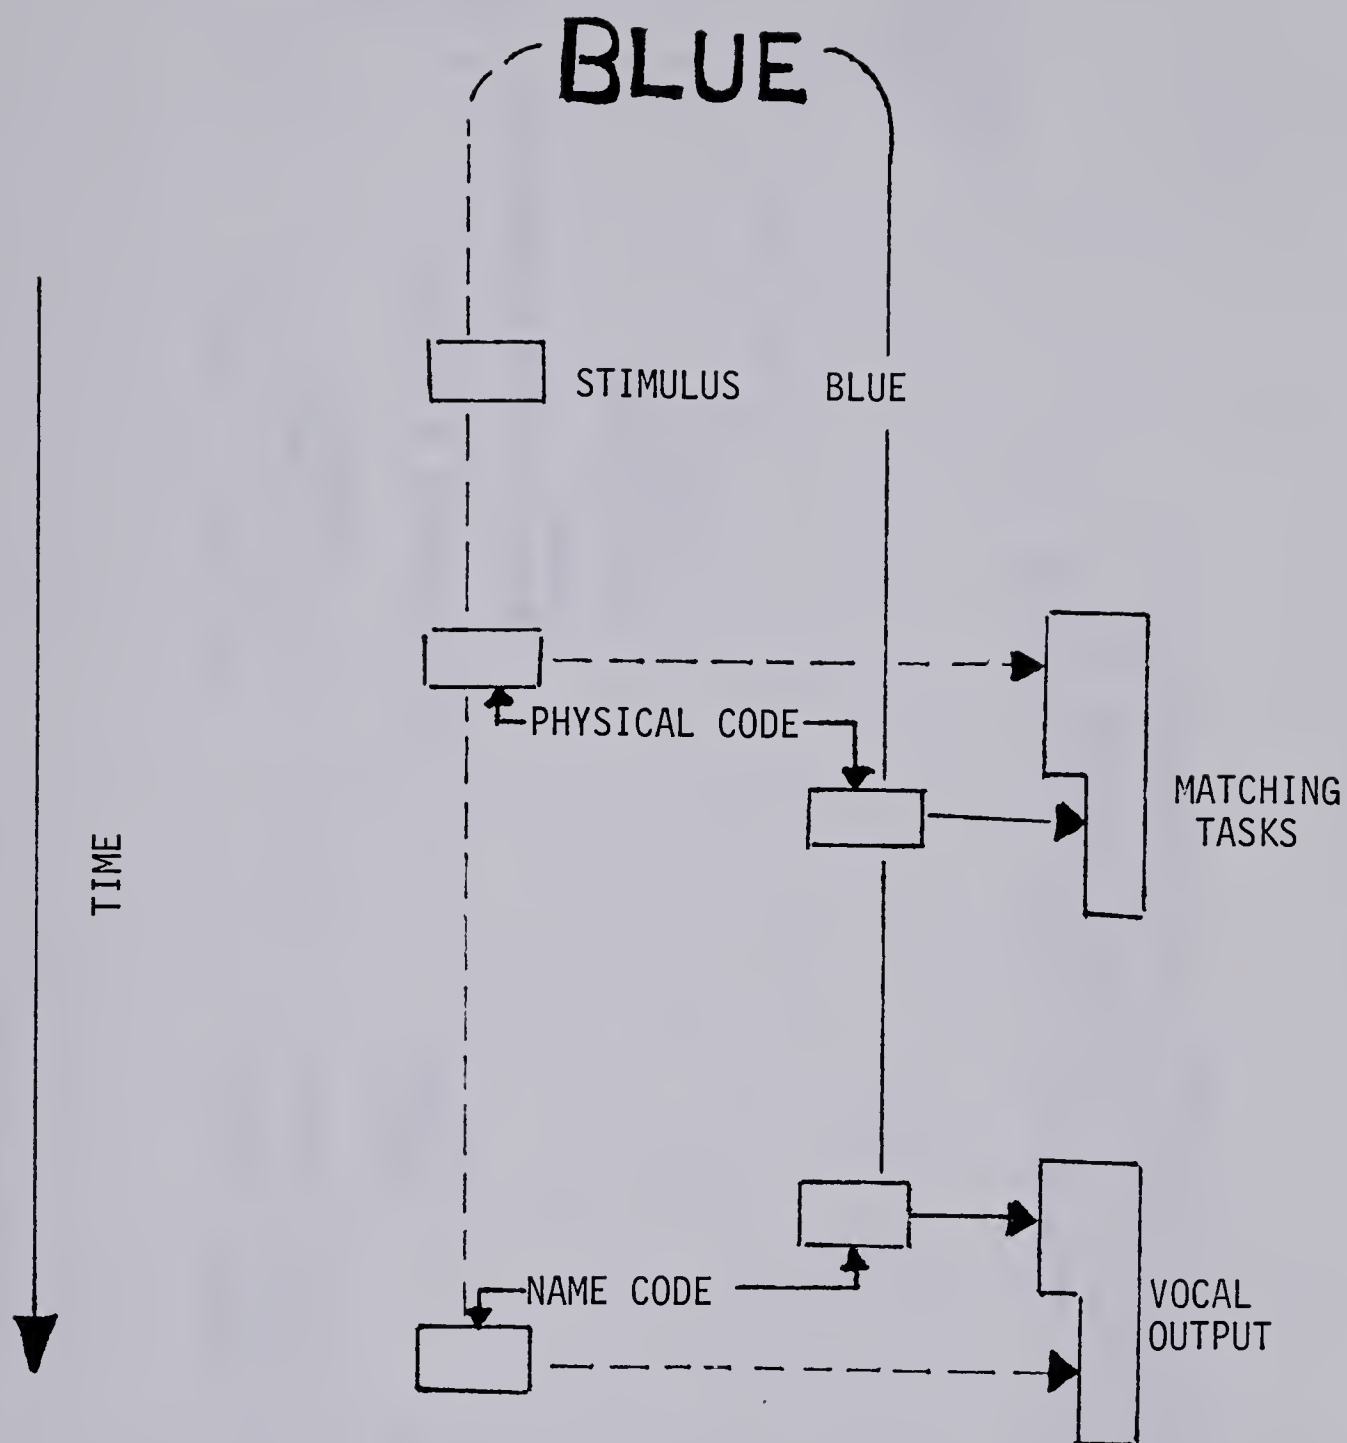 BLUE
STIMULUS BLUE
PHYSICAL CODE
MATCHING
TASKS
TIME
NAME CODE
VOCAL
OUTPUT